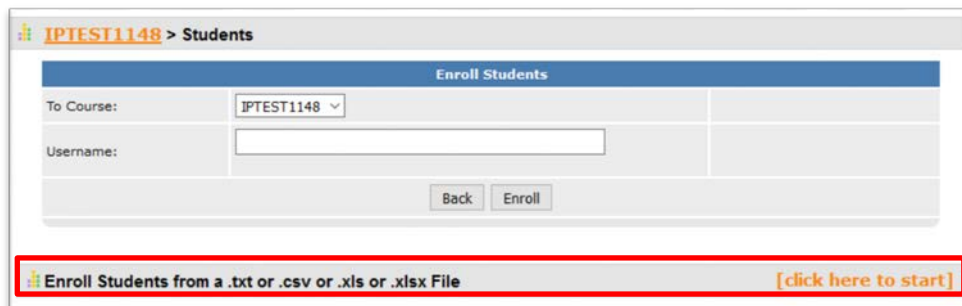 IPTEST1148 > Students
Enroll Students
To Course: IPTEST1148
Username:
Back Enroll
Enroll Students from a .txt or .csv or .xls or .xlsx File [click here to start]